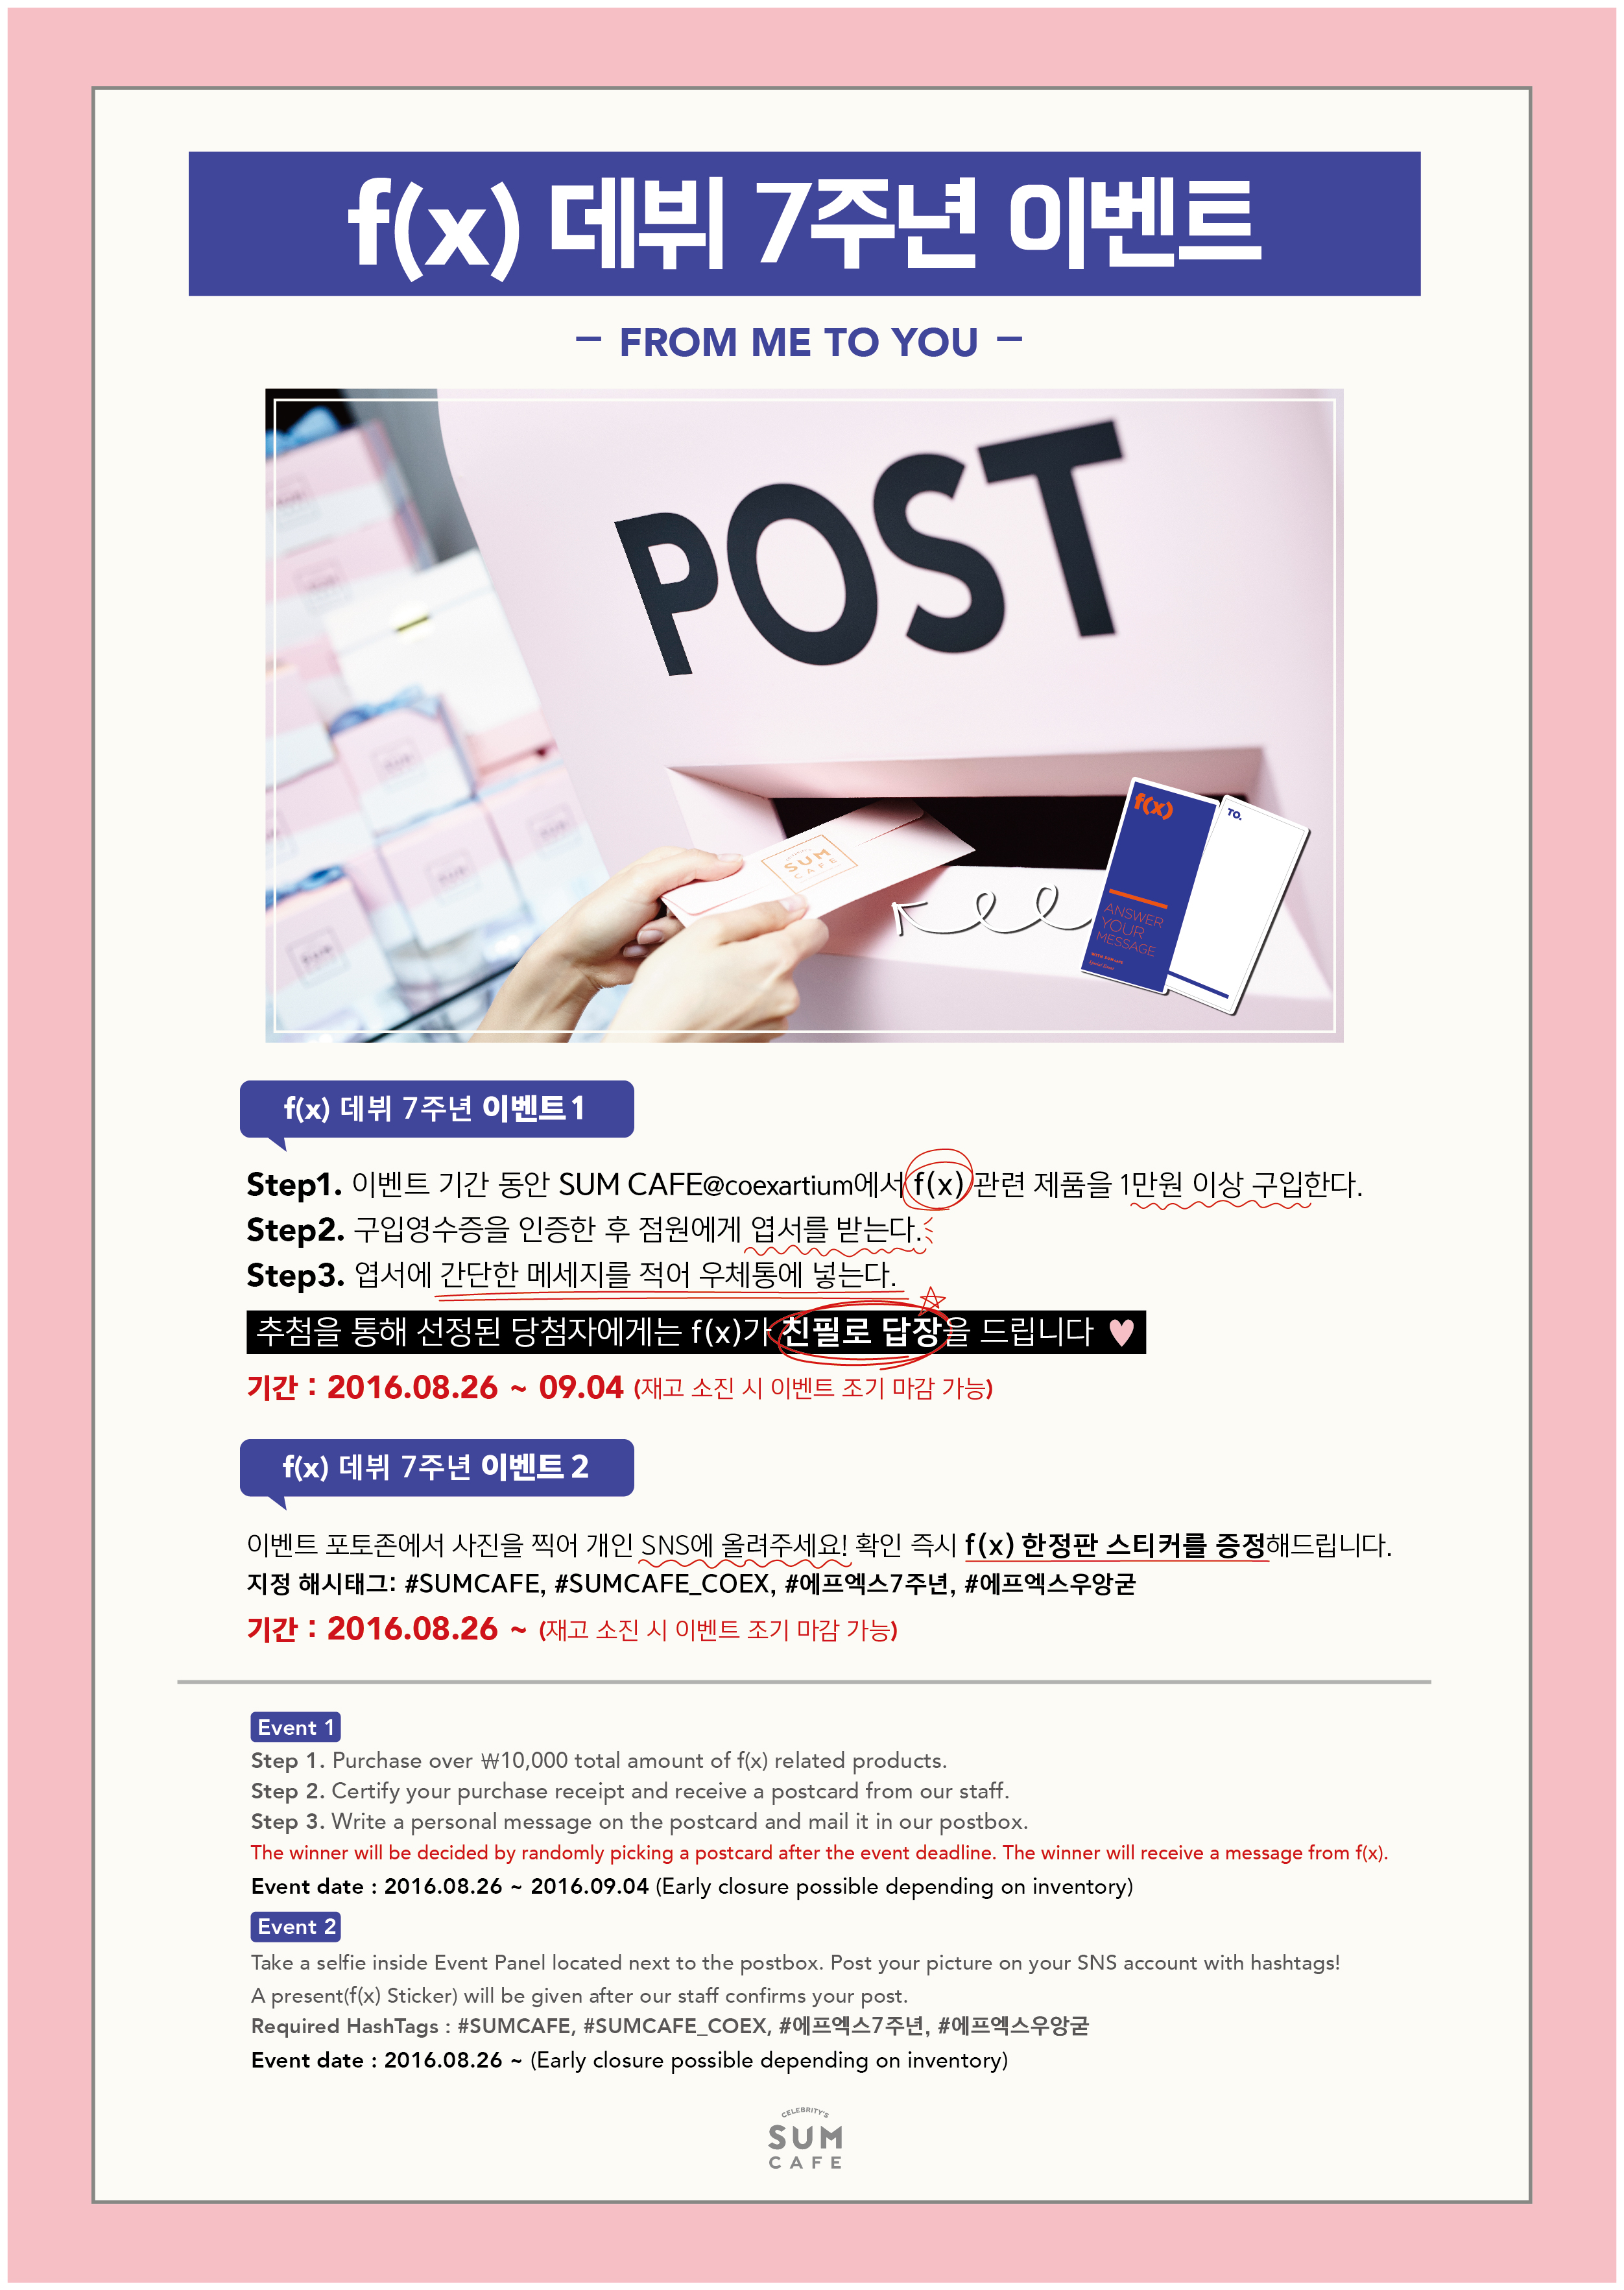 f(x) 데뷔 7주년 이벤트
– FROM ME TO YOU –
POST
SUM
CAFE
f(x)
ANSWER
YOUR
MESSAGE
TO.
f(x) 데뷔 7주년 이벤트 1
Step1. 이벤트 기간 동안 SUM CAFE@coexartium에서 f(x) 관련 제품을 1만원 이상 구입한다.
Step2. 구입영수증을 인증한 후 점원에게 엽서를 받는다.
Step3. 엽서에 간단한 메세지를 적어 우체통에 넣는다.
추첨을 통해 선정된 당첨자에게는 f(x)가 친필로 답장을 드립니다 ♥
기간 : 2016.08.26 ~ 09.04 (재고 소진 시 이벤트 조기 마감 가능)
f(x) 데뷔 7주년 이벤트 2
이벤트 포토존에서 사진을 찍어 개인 SNS에 올려주세요! 확인 즉시 f(x) 한정판 스티커를 증정해드립니다.
지정 해시태그: #SUMCAFE, #SUMCAFE_COEX, #에프엑스7주년, #에프엑스우앙굳
기간 : 2016.08.26 ~ (재고 소진 시 이벤트 조기 마감 가능)
Event 1
Step 1. Purchase over ₩10,000 total amount of f(x) related products.
Step 2. Certify your purchase receipt and receive a postcard from our staff.
Step 3. Write a personal message on the postcard and mail it in our postbox.
The winner will be decided by randomly picking a postcard after the event deadline. The winner will receive a message from f(x).
Event date : 2016.08.26 ~ 2016.09.04 (Early closure possible depending on inventory)
Event 2
Take a selfie inside Event Panel located next to the postbox. Post your picture on your SNS account with hashtags!
A present(f(x) Sticker) will be given after our staff confirms your post.
Required HashTags : #SUMCAFE, #SUMCAFE_COEX, #에프엑스7주년, #에프엑스우앙굳
Event date : 2016.08.26 ~ (Early closure possible depending on inventory)
CELEBRITY'S
SUM
CAFE